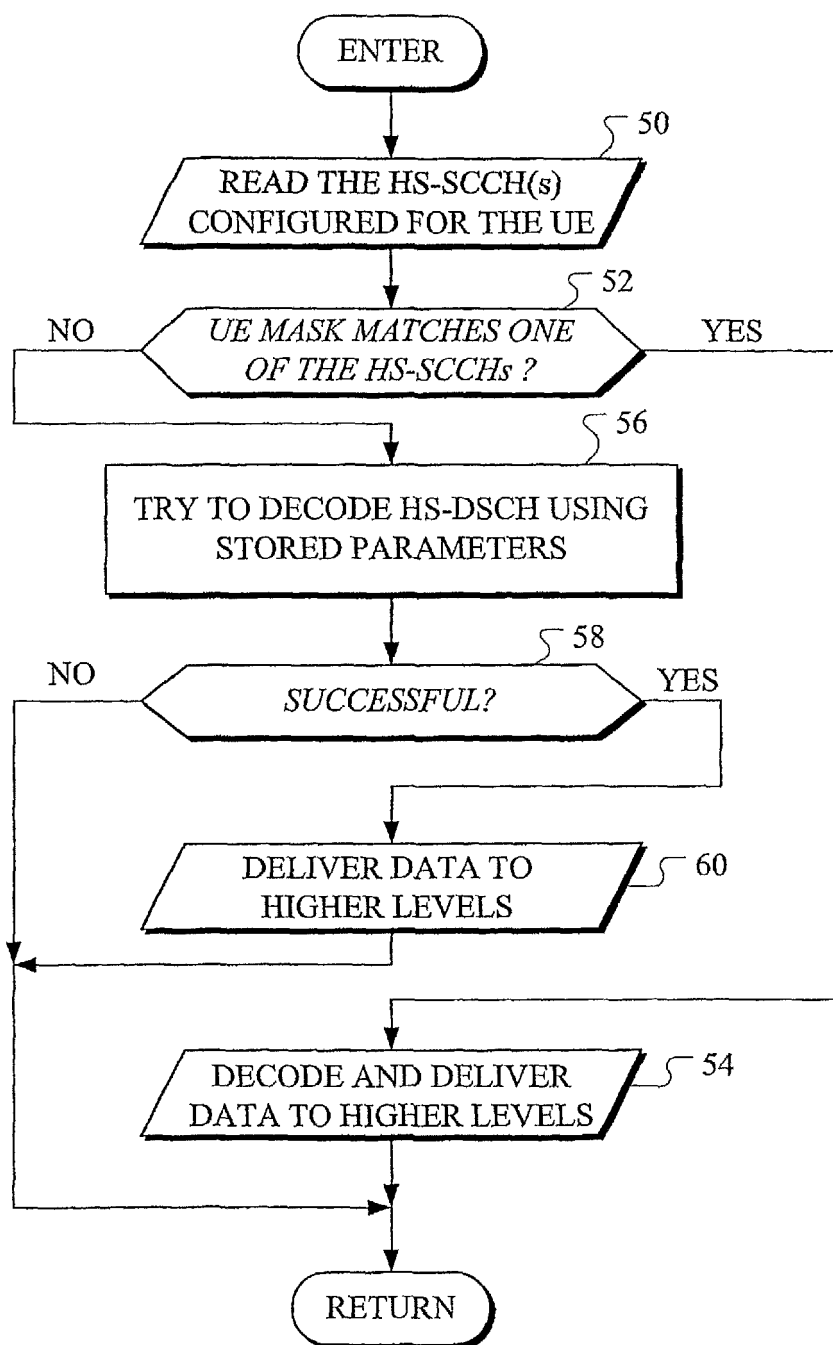 ENTER
50
READ THE HS-SCCH(s)
CONFIGURED FOR THE UE
52
NO
UE MASK MATCHES ONE
OF THE HS-SCCHs ?
YES
56
TRY TO DECODE HS-DSCH USING
STORED PARAMETERS
58
NO
SUCCESSFUL?
YES
DELIVER DATA TO
HIGHER LEVELS
60
DECODE AND DELIVER
DATA TO HIGHER LEVELS
54
RETURN